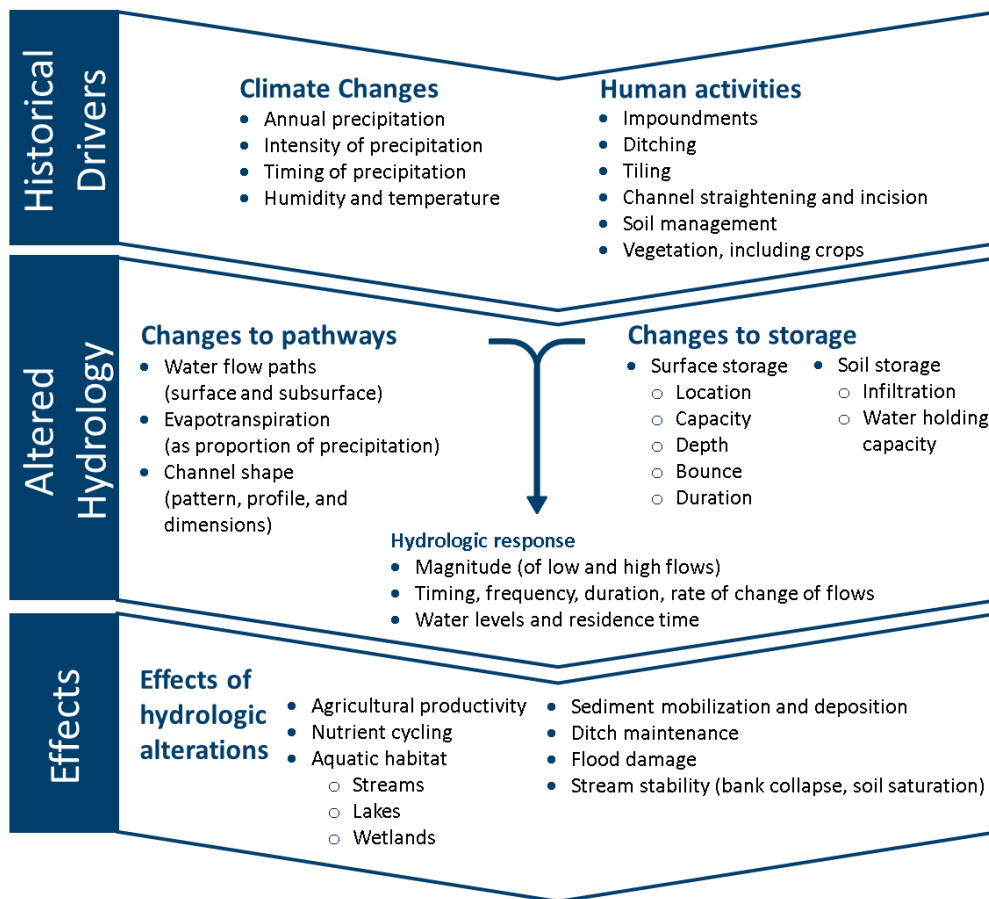 Historical
Drivers
Climate Changes
• Annual precipitation
• Intensity of precipitation
• Timing of precipitation
• Humidity and temperature
Human activities
• Impoundments
• Ditching
• Tiling
• Channel straightening and incision
• Soil management
• Vegetation, including crops
Altered
Hydrology
Changes to pathways
• Water flow paths
(surface and subsurface)
• Evapotranspiration
(as proportion of precipitation)
• Channel shape
(pattern, profile, and
dimensions)
Changes to storage
• Surface storage
○ Location
○ Capacity
○ Depth
○ Bounce
○ Duration
• Soil storage
○ Infiltration
○ Water holding
capacity
Hydrologic response
• Magnitude (of low and high flows)
• Timing, frequency, duration, rate of change of flows
• Water levels and residence time
Effects
Effects of
hydrologic
alterations
• Agricultural productivity
• Nutrient cycling
• Aquatic habitat
○ Streams
○ Lakes
○ Wetlands
• Sediment mobilization and deposition
• Ditch maintenance
• Flood damage
• Stream stability (bank collapse, soil saturation)